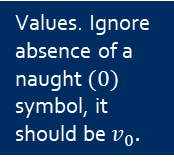 Values. Ignore
absence of a
naught (0)
symbol, it
should be 𝑣₀.